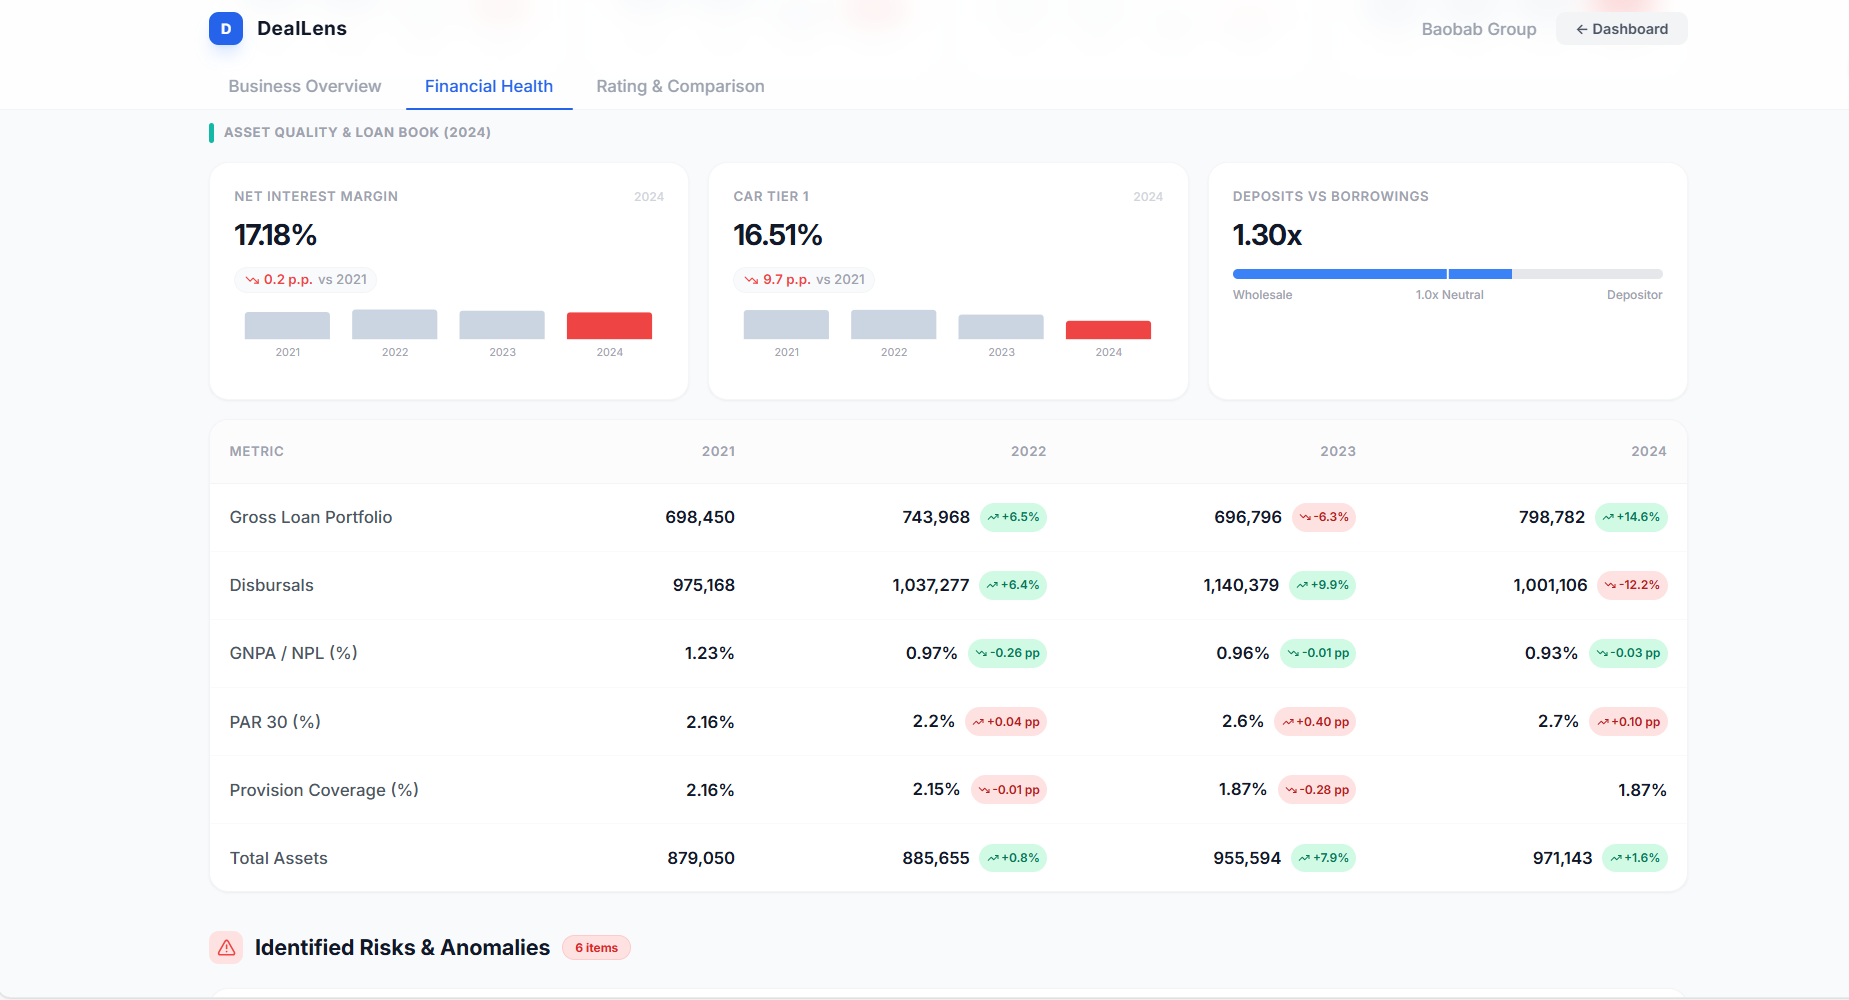 D DealLens Baobab Group ← Dashboard
Business Overview Financial Health Rating & Comparison
ASSET QUALITY & LOAN BOOK (2024)
NET INTEREST MARGIN 2024
17.18%
0.2 p.p. vs 2021
2021 2022 2023 2024
CAR TIER 1 2024
16.51%
9.7 p.p. vs 2021
2021 2022 2023 2024
DEPOSITS VS BORROWINGS
1.30x
Wholesale 1.0x Neutral Depositor
METRIC 2021 2022 2023 2024
Gross Loan Portfolio 698,450 743,968 +6.5% 696,796 -6.3% 798,782 +14.6%
Disbursals 975,168 1,037,277 +6.4% 1,140,379 +9.9% 1,001,106 -12.2%
GNPA / NPL (%) 1.23% 0.97% -0.26 pp 0.96% -0.01 pp 0.93% -0.03 pp
PAR 30 (%) 2.16% 2.2% +0.04 pp 2.6% +0.40 pp 2.7% +0.10 pp
Provision Coverage (%) 2.16% 2.15% -0.01 pp 1.87% -0.28 pp 1.87%
Total Assets 879,050 885,655 +0.8% 955,594 +7.9% 971,143 +1.6%
Identified Risks & Anomalies 6 items